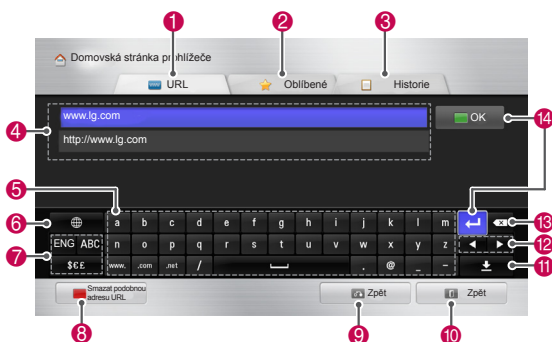 1 2 3
Domovská stránka prohlížeče
URL Oblíbené Historie
4 www.lg.com OK 14
http://www.lg.com
5
6 a b c d e f g h i j k l m 13
7 ENG ABC n o p q r s t u v w x y z 12
$€£ www. .com .net / . @ _ - 11
Smazat podobnou
adresu URL
Zpět Zpět
8 9 10